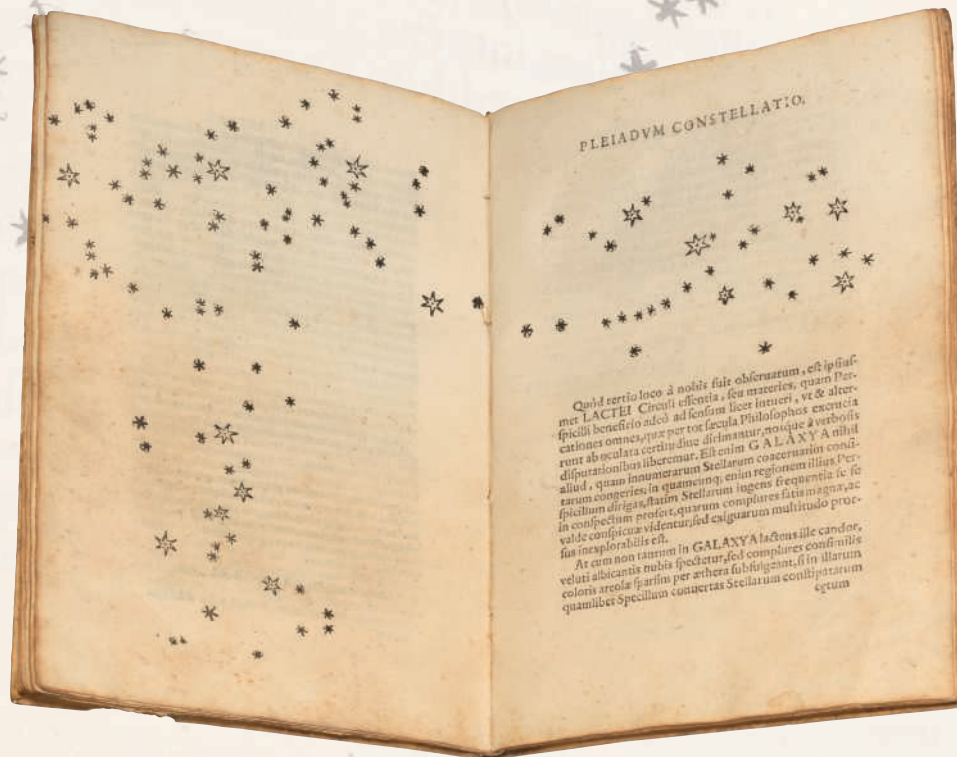 PLEIADVM CONSTELLATIO.
Quòd tertio loco à nobis fuit obſeruatum, eſt ipſiuſ-
met LACTEI Circuli eſſentia, ſeu materies, quam Per-
ſpicilli beneficio adeò ad ſenſum licet intueri, vt & alter-
cationes omnes, quæ per tot ſæcula Philoſophos excrucia
runt ab oculata certitudine dirimantur, noſque à verboſis
diſputationibus liberemur. Eſt enim GALAXYA nihil
aliud, quam innumerarum Stellarum coaceruatim conſi-
tarum congeries; in quamcunq; enim regionem illius Per-
ſpicillum dirigas, ſtatim Stellarum ingens frequentia ſe ſe
in conſpectum profert, quarum complures ſatis magnæ, ac
valde conſpicuæ videntur; ſed exiguarum multitudo pror-
ſus inexplorabilis eſt.
At cum non tantum in GALAXYA lacteus ille candor,
veluti albicantis nubis ſpectetur, ſed complures conſimilis
coloris areolæ ſparſim per æthera ſubfulgeant, ſi in illarum
quamlibet Specillum conuertas Stellarum conſtipatarum
cętum